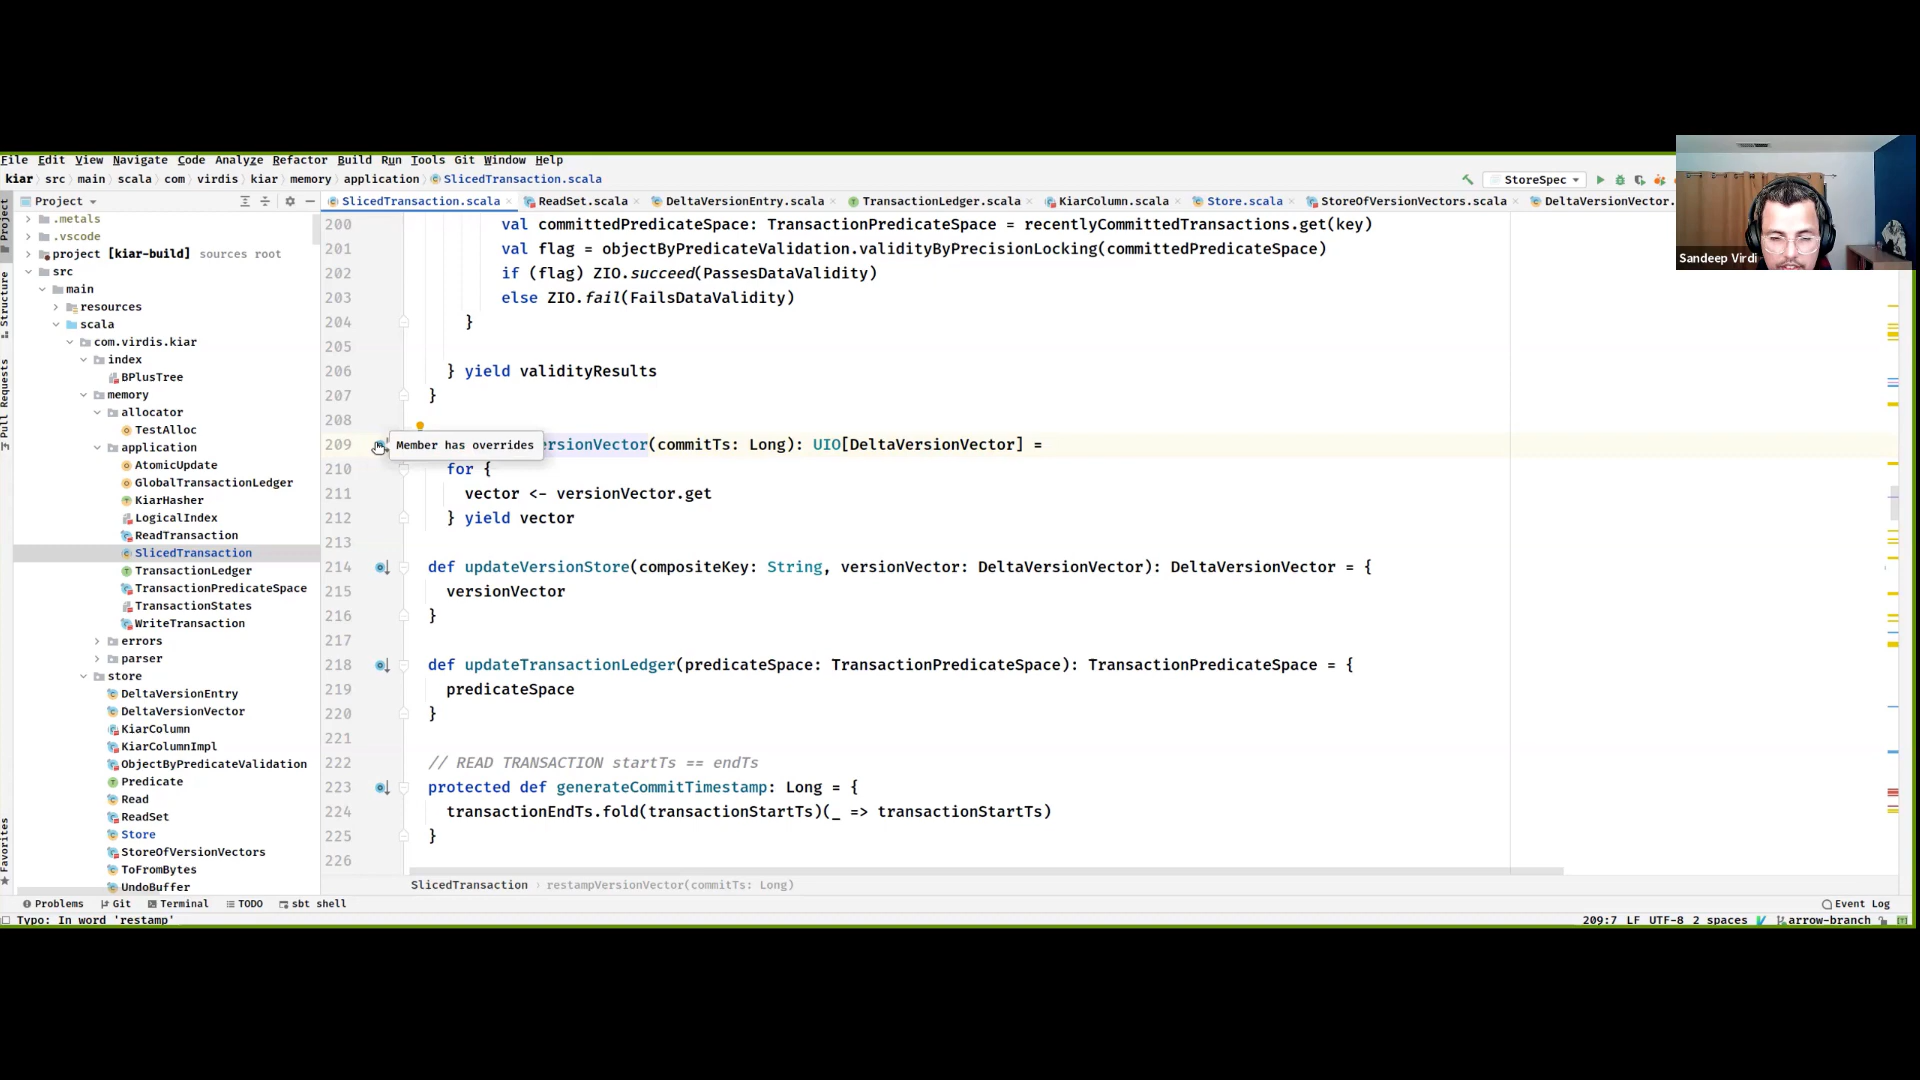 File Edit View Navigate Code Analyze Refactor Build Run Tools Git Window Help
kiar src main scala com virdis kiar memory application SlicedTransaction.scala
StoreSpec
Project
SlicedTransaction.scala ReadSet.scala DeltaVersionEntry.scala TransactionLedger.scala KiarColumn.scala Store.scala StoreOfVersionVectors.scala DeltaVersionVector.
Project
Structure
Pull Requests
Favorites
.metals
.vscode
project [kiar-build] sources root
src
main
resources
scala
com.virdis.kiar
index
BPlusTree
memory
allocator
TestAlloc
application
AtomicUpdate
GlobalTransactionLedger
KiarHasher
LogicalIndex
ReadTransaction
SlicedTransaction
TransactionLedger
TransactionPredicateSpace
TransactionStates
WriteTransaction
errors
parser
store
DeltaVersionEntry
DeltaVersionVector
KiarColumn
KiarColumnImpl
ObjectByPredicateValidation
Predicate
Read
ReadSet
Store
StoreOfVersionVectors
ToFromBytes
UndoBuffer
200 val committedPredicateSpace: TransactionPredicateSpace = recentlyCommittedTransactions.get(key)
201 val flag = objectByPredicateValidation.validityByPrecisionLocking(committedPredicateSpace)
202 if (flag) ZIO.succeed(PassesDataValidity)
203 else ZIO.fail(FailsDataValidity)
204 }
205
206 } yield validityResults
207 }
208
209 Member has overrides ersionVector(commitTs: Long): UIO[DeltaVersionVector] =
210 for {
211 vector <- versionVector.get
212 } yield vector
213
214 def updateVersionStore(compositeKey: String, versionVector: DeltaVersionVector): DeltaVersionVector = {
215 versionVector
216 }
217
218 def updateTransactionLedger(predicateSpace: TransactionPredicateSpace): TransactionPredicateSpace = {
219 predicateSpace
220 }
221
222 // READ TRANSACTION startTs == endTs
223 protected def generateCommitTimestamp: Long = {
224 transactionEndTs.fold(transactionStartTs)(_ => transactionStartTs)
225 }
226
SlicedTransaction restampVersionVector(commitTs: Long)
Problems Git Terminal TODO sbt shell Event Log
Typo: In word 'restamp' 209:7 LF UTF-8 2 spaces arrow-branch
Sandeep Virdi